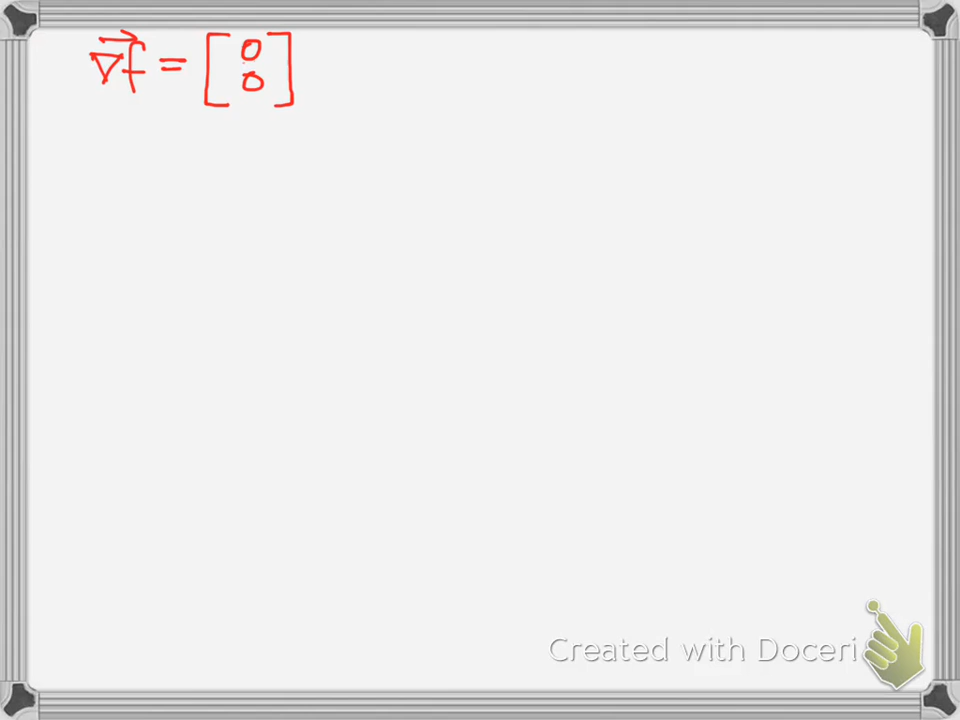 ∇⃗f = [0 0]
Created with Doceri